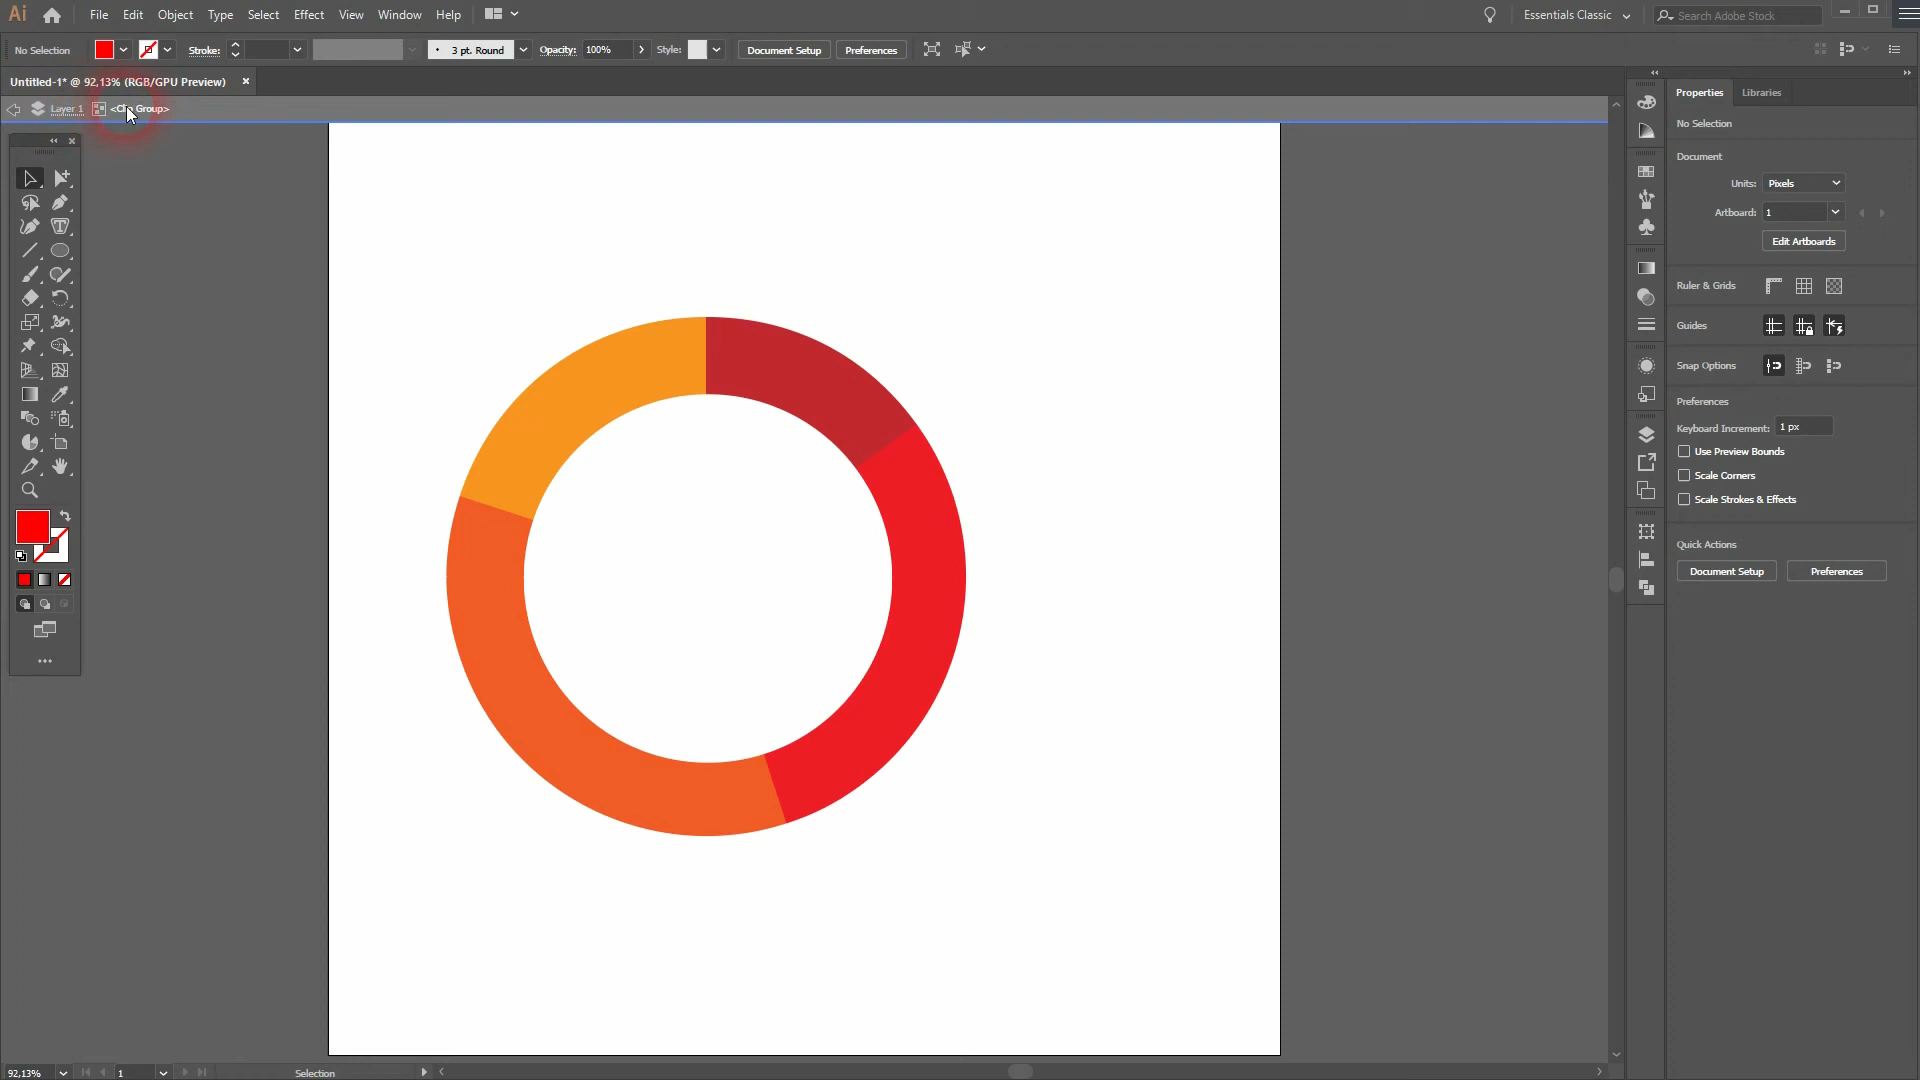 Ai File Edit Object Type Select Effect View Window Help Essentials Classic Search Adobe Stock
No Selection Stroke: 3 pt. Round Opacity: 100% Style: Document Setup Preferences
Untitled-1* @ 92,13% (RGB/GPU Preview) ×
Layer 1 <Clip Group>
Properties Libraries
No Selection
Document
Units: Pixels
Artboard: 1
Edit Artboards
Ruler & Grids
Guides
Snap Options
Preferences
Keyboard Increment: 1 px
Use Preview Bounds
Scale Corners
Scale Strokes & Effects
Quick Actions
Document Setup Preferences
92,13% 1 Selection